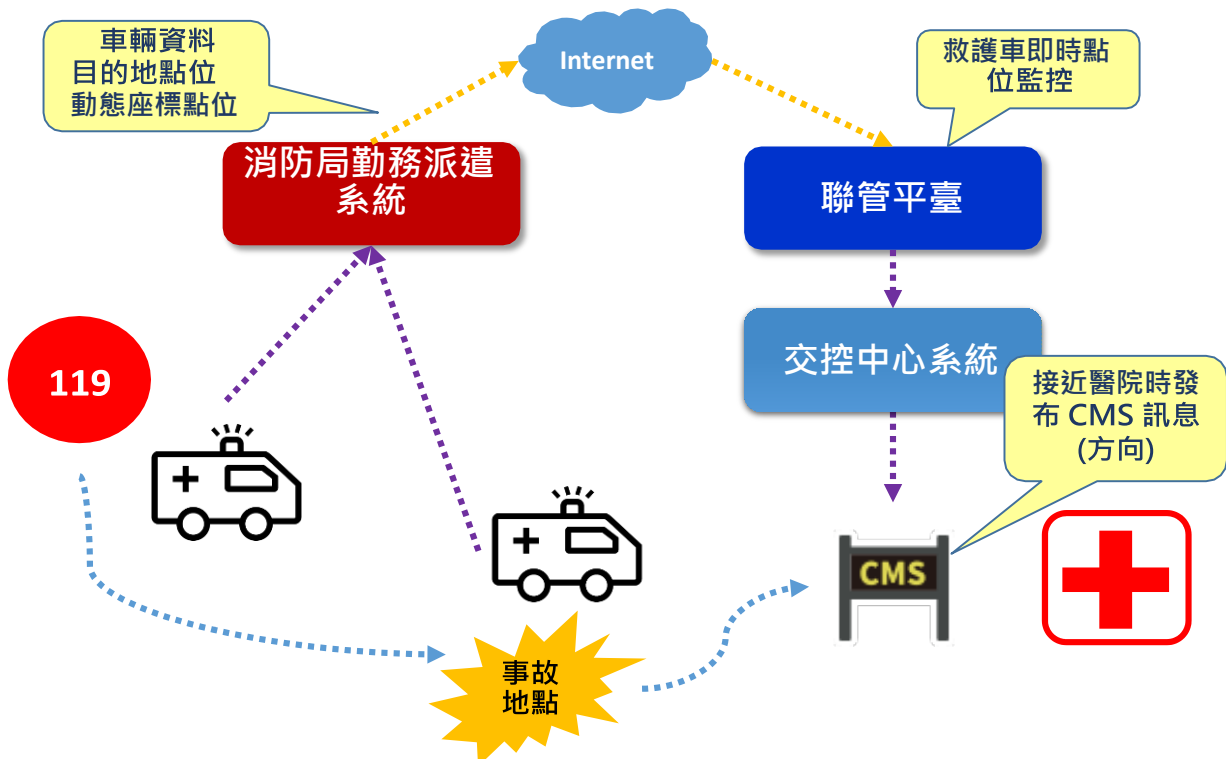 車輛資料
目的地點位
動態座標點位
Internet
救護車即時點
位監控
消防局勤務派遣
系統
聯管平臺
交控中心系統
119
接近醫院時發
布 CMS 訊息
(方向)
CMS
事故
地點